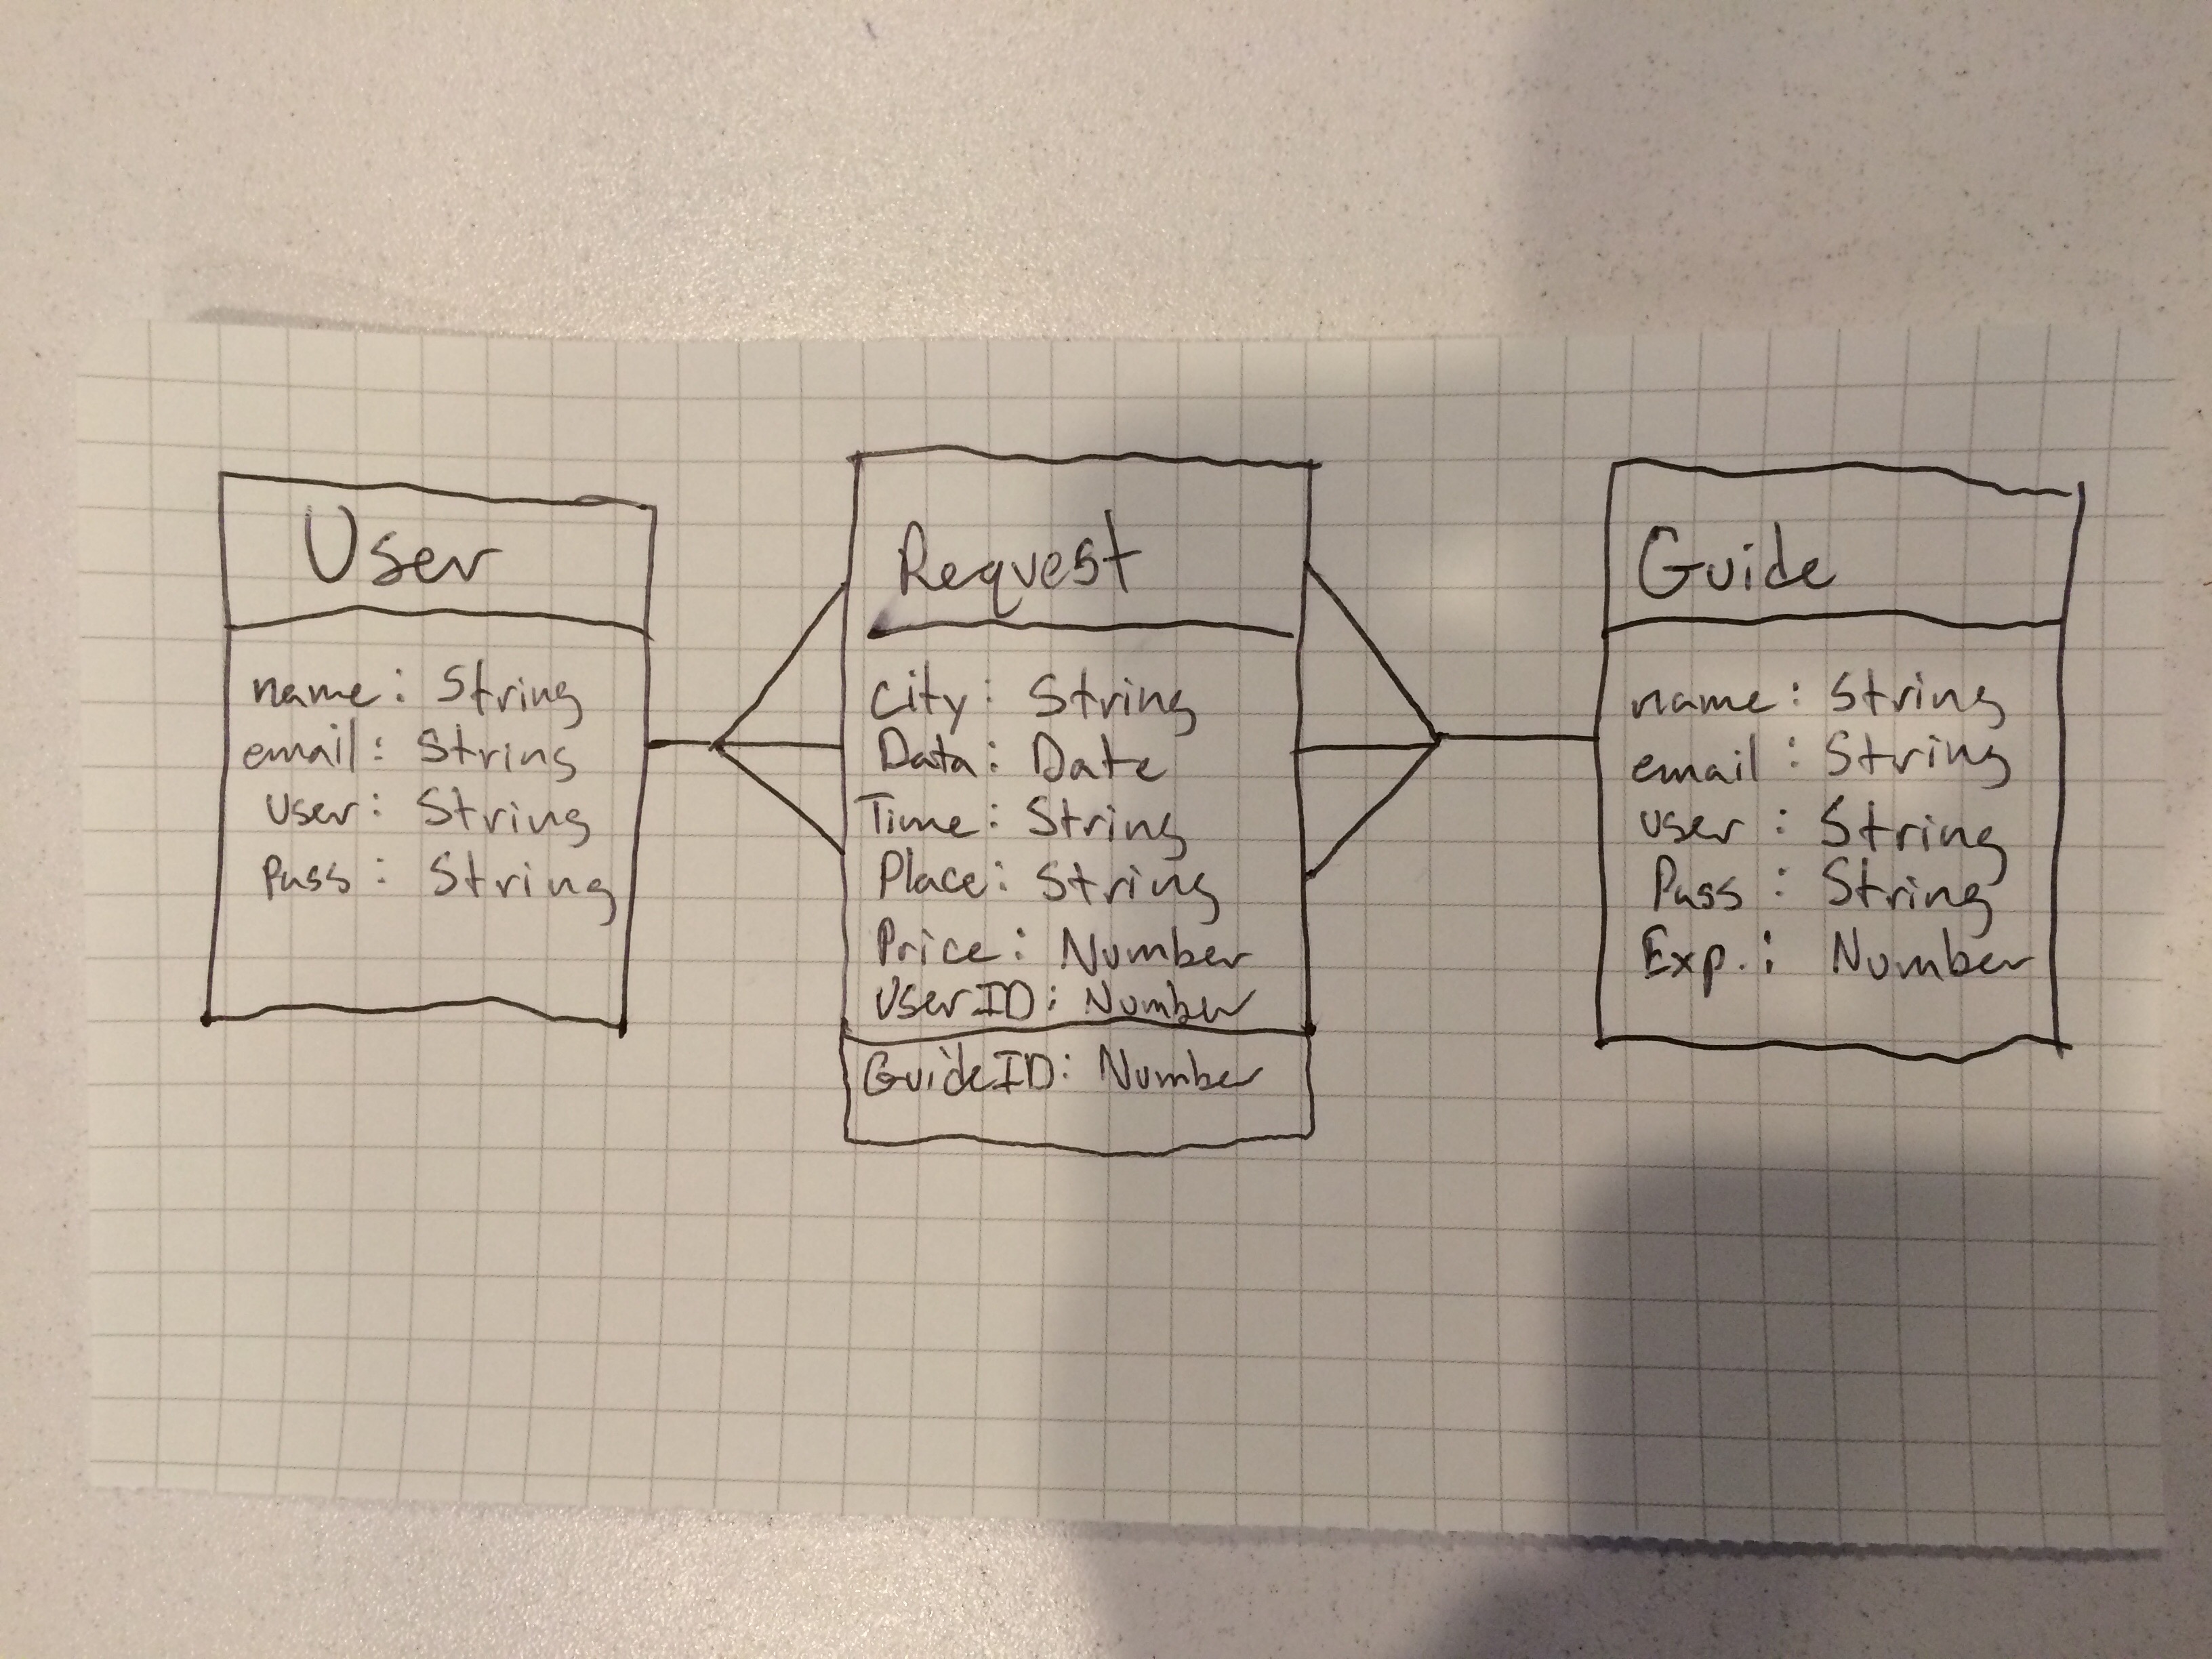 User
name: String
email: String
User: String
Pass: String
Request
City: String
Data: Date
Time: String
Place: String
Price: Number
UserID: Number
GuideID: Number
Guide
name: String
email: String
user: String
Pass: String
Exp.: Number